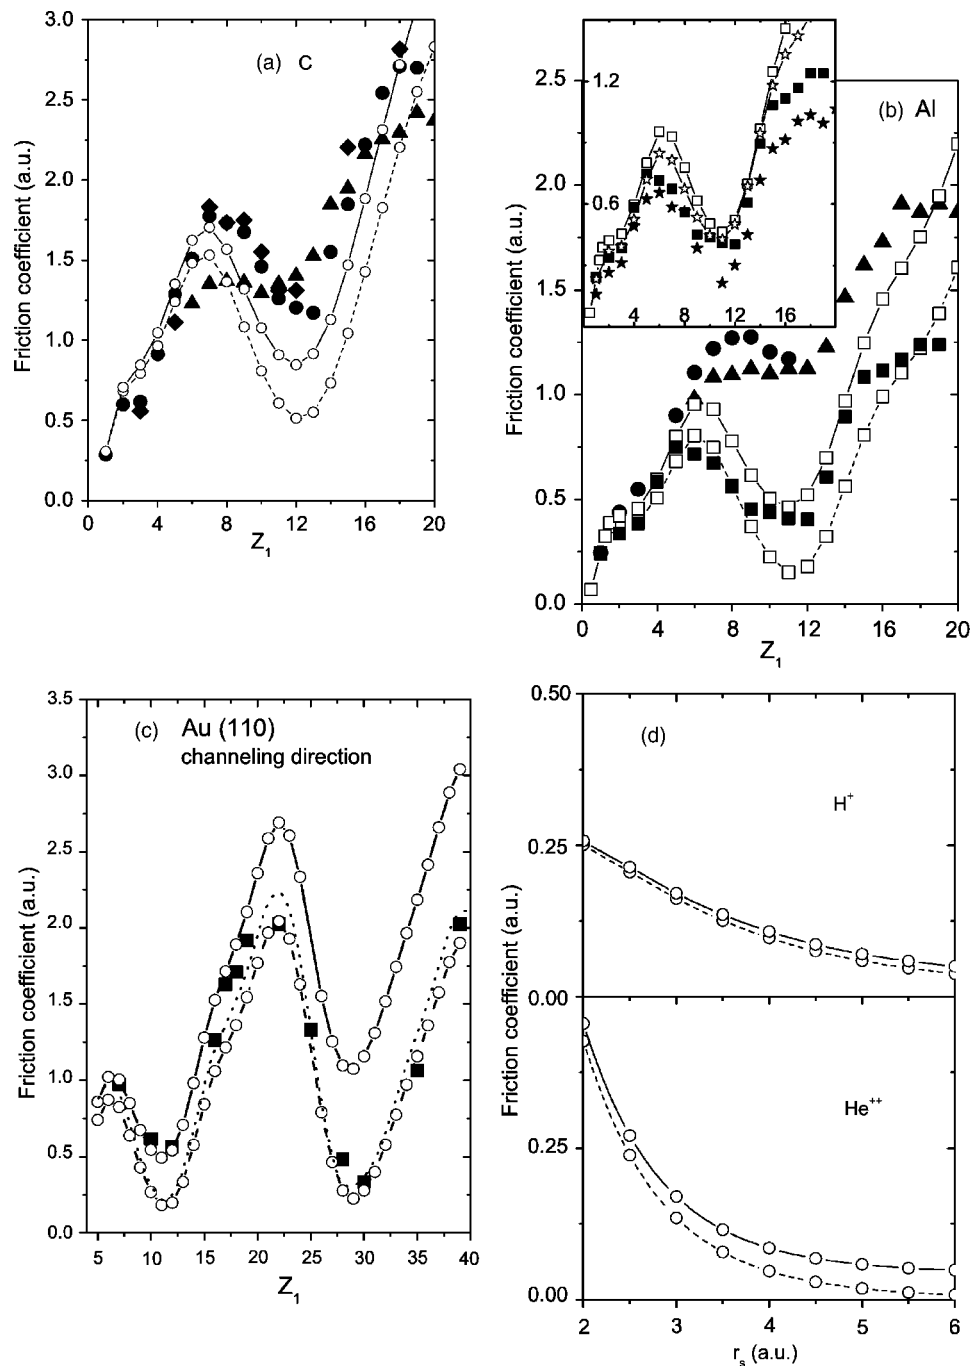 (a) C
Friction coefficient (a.u.)
3.0
2.5
2.0
1.5
1.0
0.5
0.0
0 4 8 12 16 20
Z1
(b) Al
Friction coefficient (a.u.)
2.5
2.0
1.5
1.0
0.5
0.0
0 4 8 12 16 20
Z1
1.2
0.6
4 8 12 16
(c) Au (110)
channeling direction
Friction coefficient (a.u.)
3.5
3.0
2.5
2.0
1.5
1.0
0.5
0.0
5 10 15 20 25 30 35 40
Z1
(d)
H+
He++
Friction coefficient (a.u.)
0.50
0.25
0.00
0.25
0.00
2 3 4 5 6
rs (a.u.)